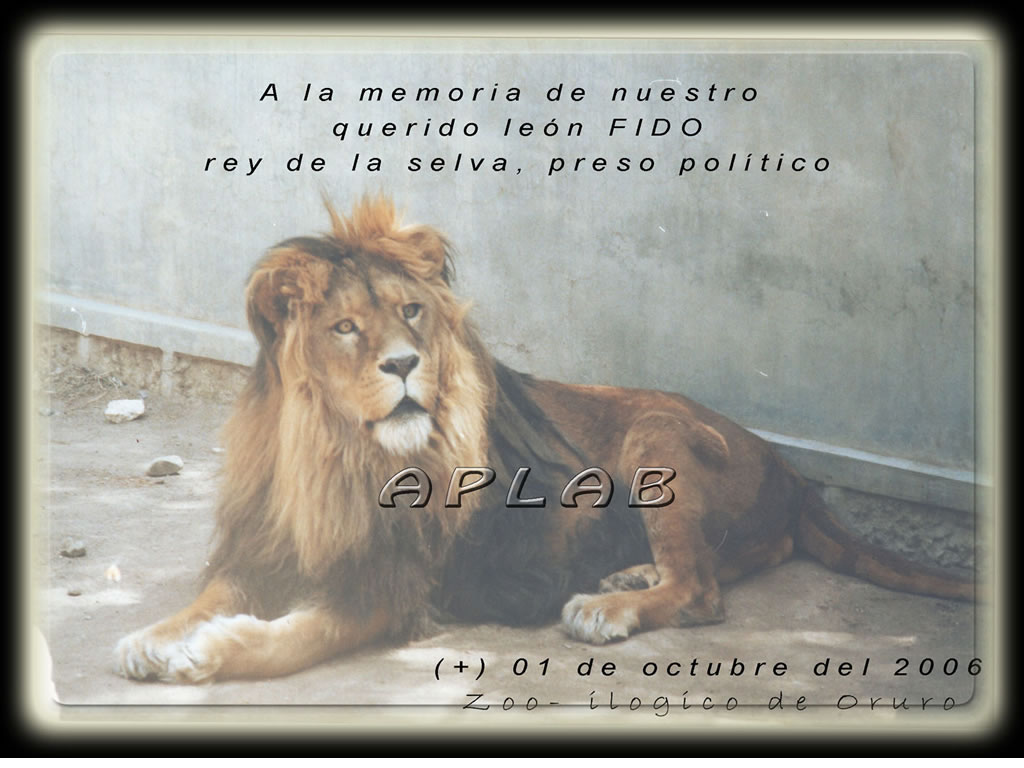 A la memoria de nuestro
querido león FIDO
rey de la selva, preso político
APLAB
(+) 01 de octubre del 2006
Zoo- ilogíco de Oruro